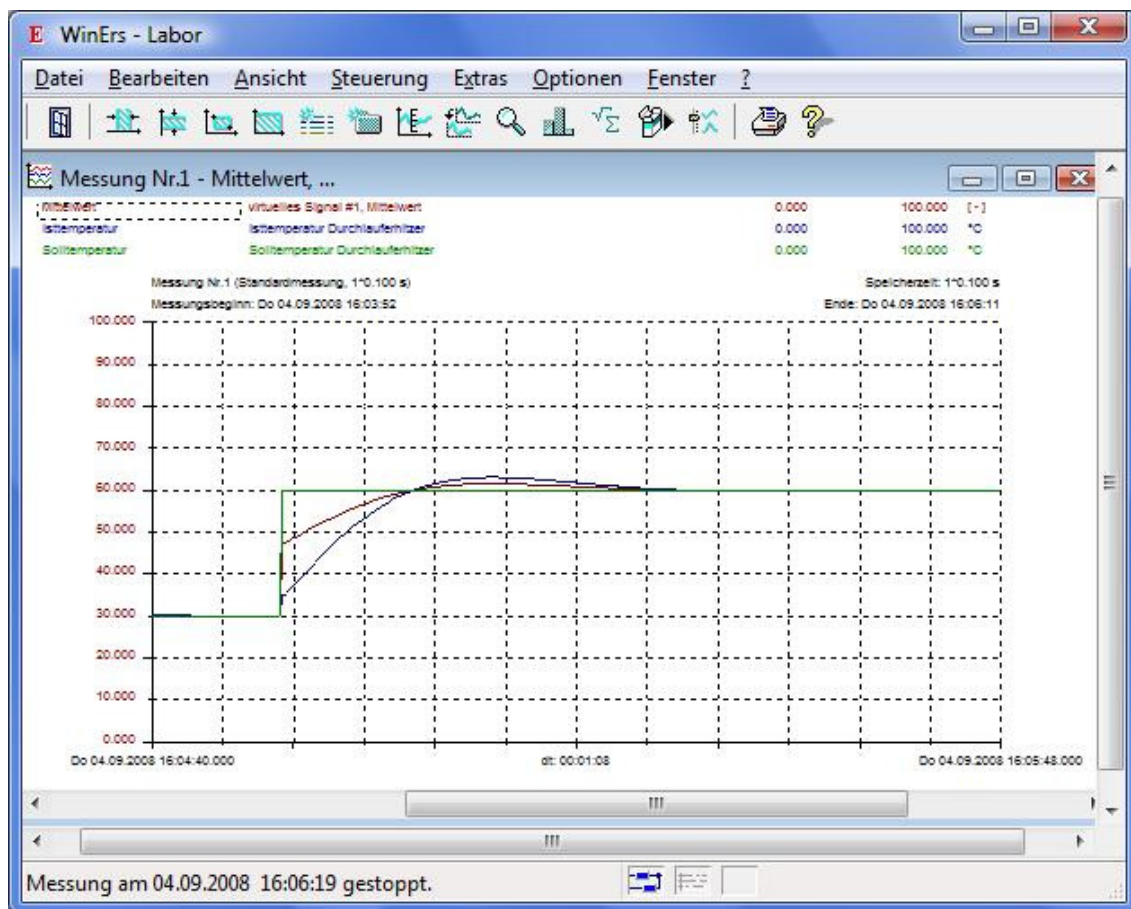 WinErs - Labor
Datei Bearbeiten Ansicht Steuerung Extras Optionen Fenster ?
Messung Nr.1 - Mittelwert, ...
Mittelwert virtuelles Signal #1, Mittelwert 0.000 100.000 [-]
Isttemperatur Isttemperatur Durchlauferhitzer 0.000 100.000 °C
Solltemperatur Solltemperatur Durchlauferhitzer 0.000 100.000 °C
Messung Nr.1 (Standardmessung, 1*0.100 s) Speicherzeit: 1*0.100 s
Messungsbeginn: Do 04.09.2008 16:03:52 Ende: Do 04.09.2008 16:06:11
100.000
90.000
80.000
70.000
60.000
50.000
40.000
30.000
20.000
10.000
0.000
Do 04.09.2008 16:04:40.000 dt: 00:01:08 Do 04.09.2008 16:05:48.000
Messung am 04.09.2008 16:06:19 gestoppt.